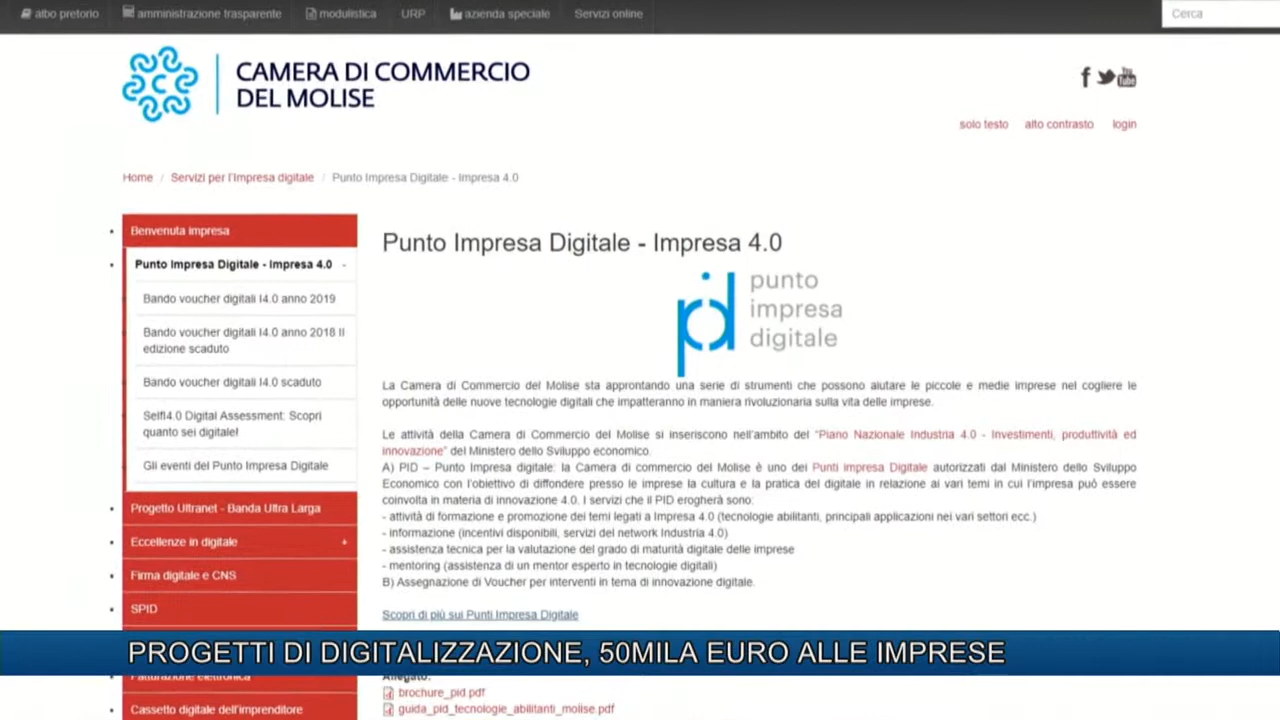 albo pretorio
amministrazione trasparente
modulistica
URP
azienda speciale
Servizi online
Cerca
CAMERA DI COMMERCIO
DEL MOLISE
You
Tube
solo testo
alto contrasto
login
Home / Servizi per l'Impresa digitale / Punto Impresa Digitale - Impresa 4.0
Benvenuta impresa
Punto Impresa Digitale - Impresa 4.0 -
Bando voucher digitali I4.0 anno 2019
Bando voucher digitali I4.0 anno 2018 II
edizione scaduto
Bando voucher digitali I4.0 scaduto
Selfi4.0 Digital Assessment: Scopri
quanto sei digitale!
Gli eventi del Punto Impresa Digitale
Progetto Ultranet - Banda Ultra Larga
Eccellenze in digitale +
Firma digitale e CNS
SPID
Fatturazione elettronica
Cassetto digitale dell'imprenditore
Punto Impresa Digitale - Impresa 4.0
pid
punto
impresa
digitale
La Camera di Commercio del Molise sta approntando una serie di strumenti che possono aiutare le piccole e medie imprese nel cogliere le
opportunità delle nuove tecnologie digitali che impatteranno in maniera rivoluzionaria sulla vita delle imprese.
Le attività della Camera di Commercio del Molise si inseriscono nell'ambito del "Piano Nazionale Industria 4.0 - Investimenti, produttività ed
innovazione" del Ministero dello Sviluppo economico.
A) PID – Punto Impresa digitale: la Camera di commercio del Molise è uno dei Punti Impresa Digitale autorizzati dal Ministero dello Sviluppo
Economico con l'obiettivo di diffondere presso le imprese la cultura e la pratica del digitale in relazione ai vari temi in cui l'impresa può essere
coinvolta in materia di innovazione 4.0. I servizi che il PID erogherà sono:
- attività di formazione e promozione dei temi legati a Impresa 4.0 (tecnologie abilitanti, principali applicazioni nei vari settori ecc.)
- informazione (incentivi disponibili, servizi del network Industria 4.0)
- assistenza tecnica per la valutazione del grado di maturità digitale delle imprese
- mentoring (assistenza di un mentor esperto in tecnologie digitali)
B) Assegnazione di Voucher per interventi in tema di innovazione digitale.
Scopri di più sui Punti Impresa Digitale
PROGETTI DI DIGITALIZZAZIONE, 50MILA EURO ALLE IMPRESE
Allegato:
brochure_pid.pdf
guida_pid_tecnologie_abilitanti_molise.pdf